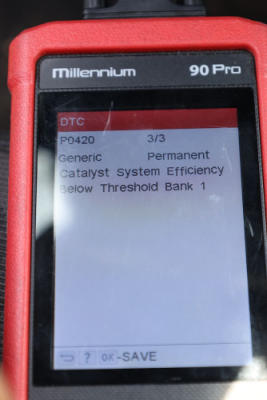 Millennium 90 Pro
DTC
P0420 3/3
Generic Permanent
Catalyst System Efficiency
Below Threshold Bank 1
? OK-SAVE